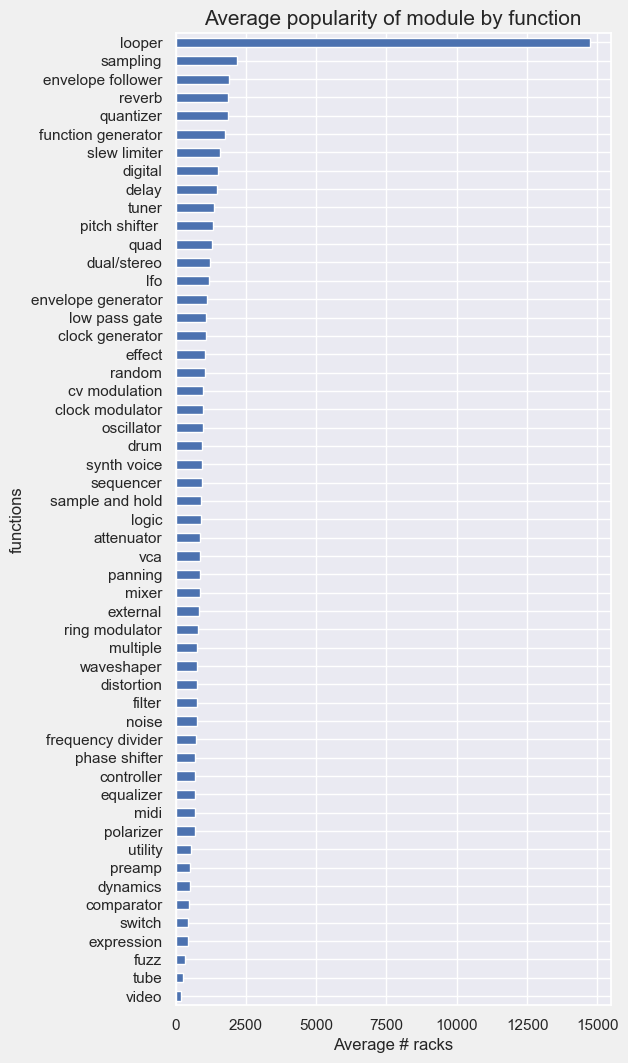 Average popularity of module by function
looper
sampling
envelope follower
reverb
quantizer
function generator
slew limiter
digital
delay
tuner
pitch shifter
quad
dual/stereo
lfo
envelope generator
low pass gate
clock generator
effect
random
cv modulation
clock modulator
oscillator
drum
synth voice
sequencer
sample and hold
logic
attenuator
vca
panning
mixer
external
ring modulator
multiple
waveshaper
distortion
filter
noise
frequency divider
phase shifter
controller
equalizer
midi
polarizer
utility
preamp
dynamics
comparator
switch
expression
fuzz
tube
video
functions
0 2500 5000 7500 10000 12500 15000
Average # racks